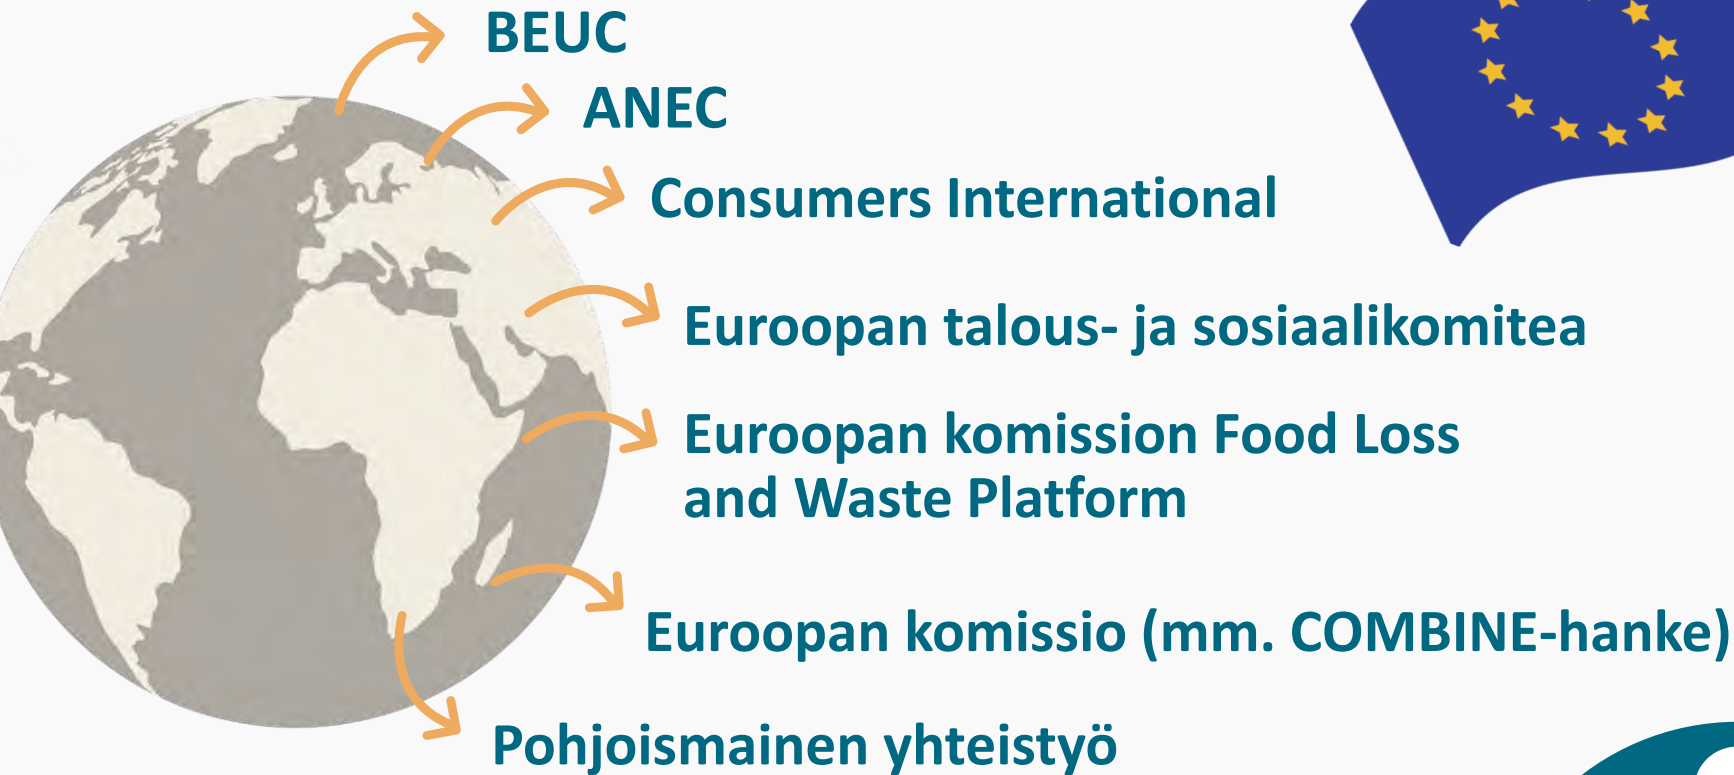 BEUC
ANEC
Consumers International
Euroopan talous- ja sosiaalikomitea
Euroopan komission Food Loss
and Waste Platform
Euroopan komissio (mm. COMBINE-hanke)
Pohjoismainen yhteistyö